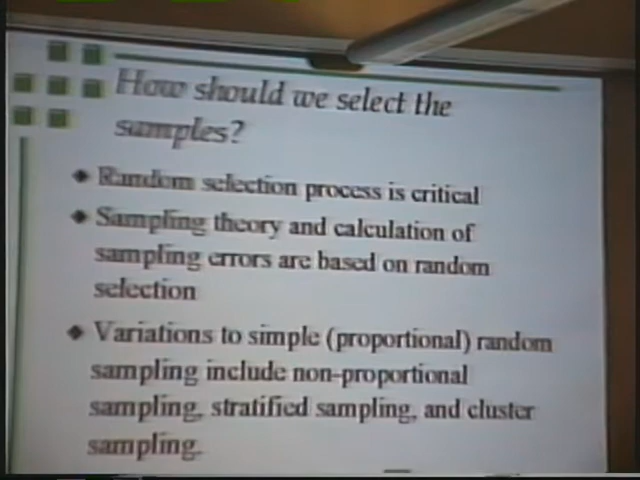 How should we select the
samples?
Random selection process is critical
Sampling theory and calculation of
sampling errors are based on random
selection
Variations to simple (proportional) random
sampling include non-proportional
sampling, stratified sampling, and cluster
sampling.